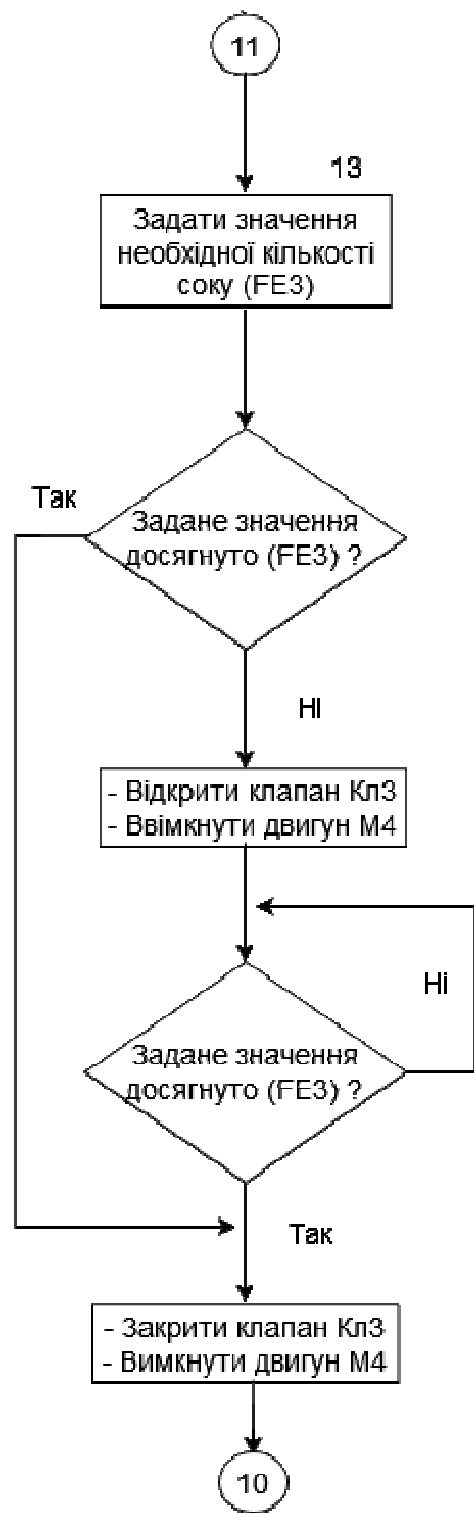 11
13
Задати значення
необхідної кількості
соку (FE3)
Так
Задане значення
досягнуто (FE3) ?
Ні
- Відкрити клапан Кл3
- Ввімкнути двигун М4
Ні
Задане значення
досягнуто (FE3) ?
Так
- Закрити клапан Кл3
- Вимкнути двигун М4
10